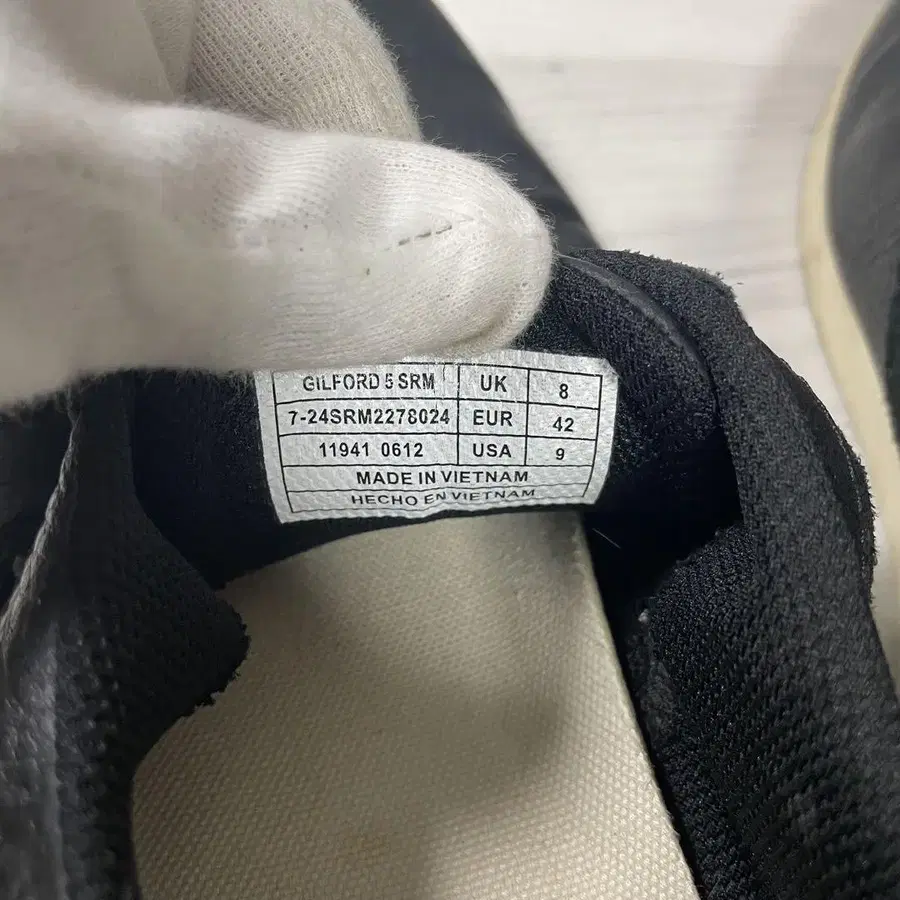 GILFORD 5 SRM UK 8
7-24SRM2278024 EUR 42
11941 0612 USA 9
MADE IN VIETNAM
HECHO EN VIETNAM